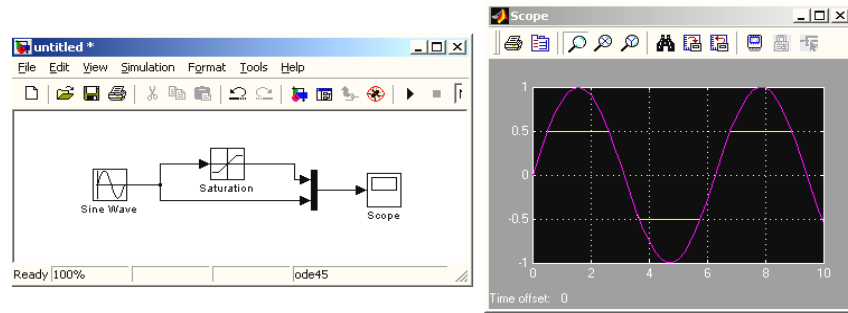 untitled *
File Edit View Simulation Format Tools Help
Sine Wave
Saturation
Scope
Ready 100% ode45
Scope
1
0.5
0
-0.5
-1
0 2 4 6 8 10
Time offset: 0